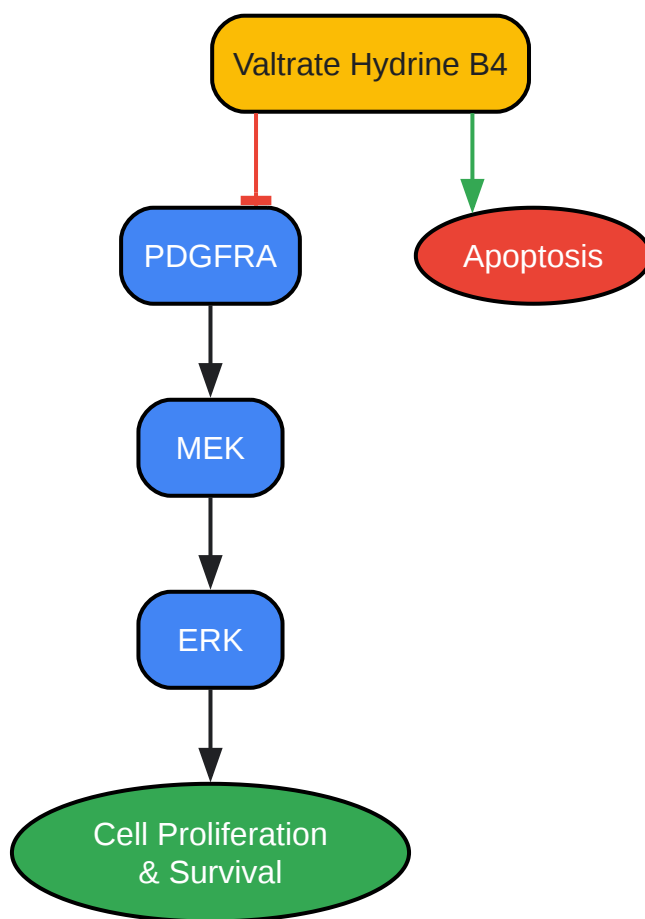 Valtrate Hydrine B4
PDGFRA
Apoptosis
MEK
ERK
Cell Proliferation
& Survival